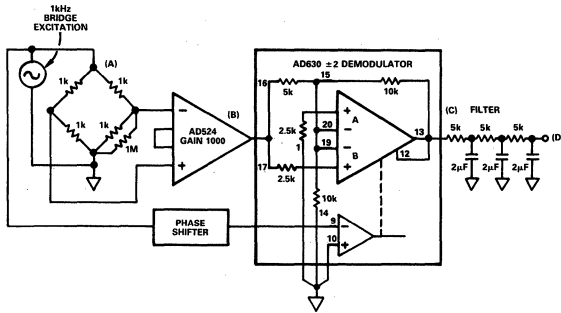 1kHz
BRIDGE
EXCITATION
(A)
1k
1k
1k
1k
1M
AD524
GAIN 1000
(B)
PHASE
SHIFTER
AD630 ±2 DEMODULATOR
16
5k
15
10k
A
2.5k
20
19
1
B
13
12
17
2.5k
10k
14
9
10
(C)
FILTER
5k
5k
5k
(D
2µF
2µF
2µF